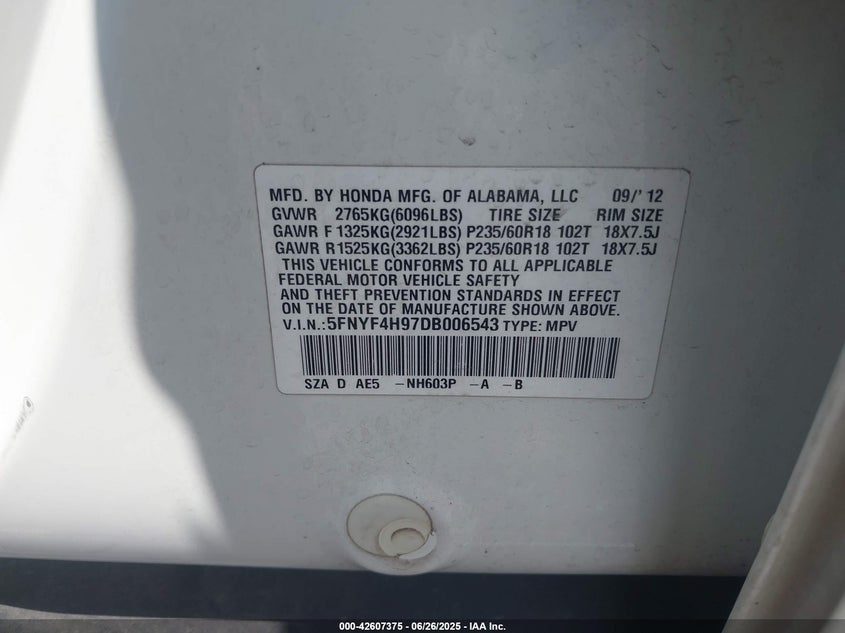 MFD. BY HONDA MFG. OF ALABAMA, LLC 09/'12
GVWR 2765KG(6096LBS) TIRE SIZE RIM SIZE
GAWR F 1325KG(2921LBS) P235/60R18 102T 18X7.5J
GAWR R1525KG(3362LBS) P235/60R18 102T 18X7.5J
THIS VEHICLE CONFORMS TO ALL APPLICABLE
FEDERAL MOTOR VEHICLE SAFETY
AND THEFT PREVENTION STANDARDS IN EFFECT
ON THE DATE OF MANUFACTURE SHOWN ABOVE.
V.I.N.:5FNYF4H97DB006543 TYPE: MPV
SZA D AE5 -NH603P -A -B
000-42607375 | 06/26/2025 - IAA Inc.